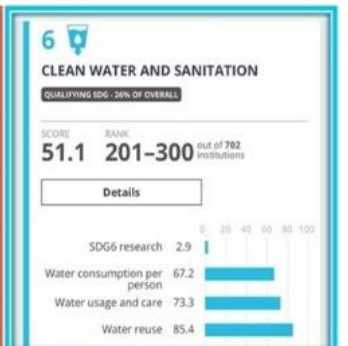 6
CLEAN WATER AND SANITATION
QUALIFYING SDG - 26% OF OVERALL
SCORE RANK
51.1 201–300 out of 702 institutions
Details
0 20 40 60 80 100
SDG6 research 2.9
Water consumption per person 67.2
Water usage and care 73.3
Water reuse 85.4